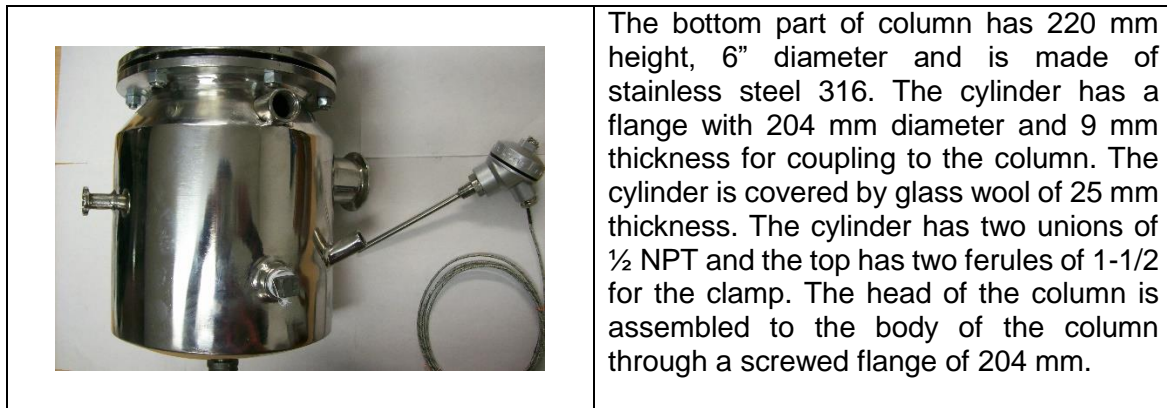 The bottom part of column has 220 mm
height, 6” diameter and is made of
stainless steel 316. The cylinder has a
flange with 204 mm diameter and 9 mm
thickness for coupling to the column. The
cylinder is covered by glass wool of 25 mm
thickness. The cylinder has two unions of
½ NPT and the top has two ferules of 1-1/2
for the clamp. The head of the column is
assembled to the body of the column
through a screwed flange of 204 mm.